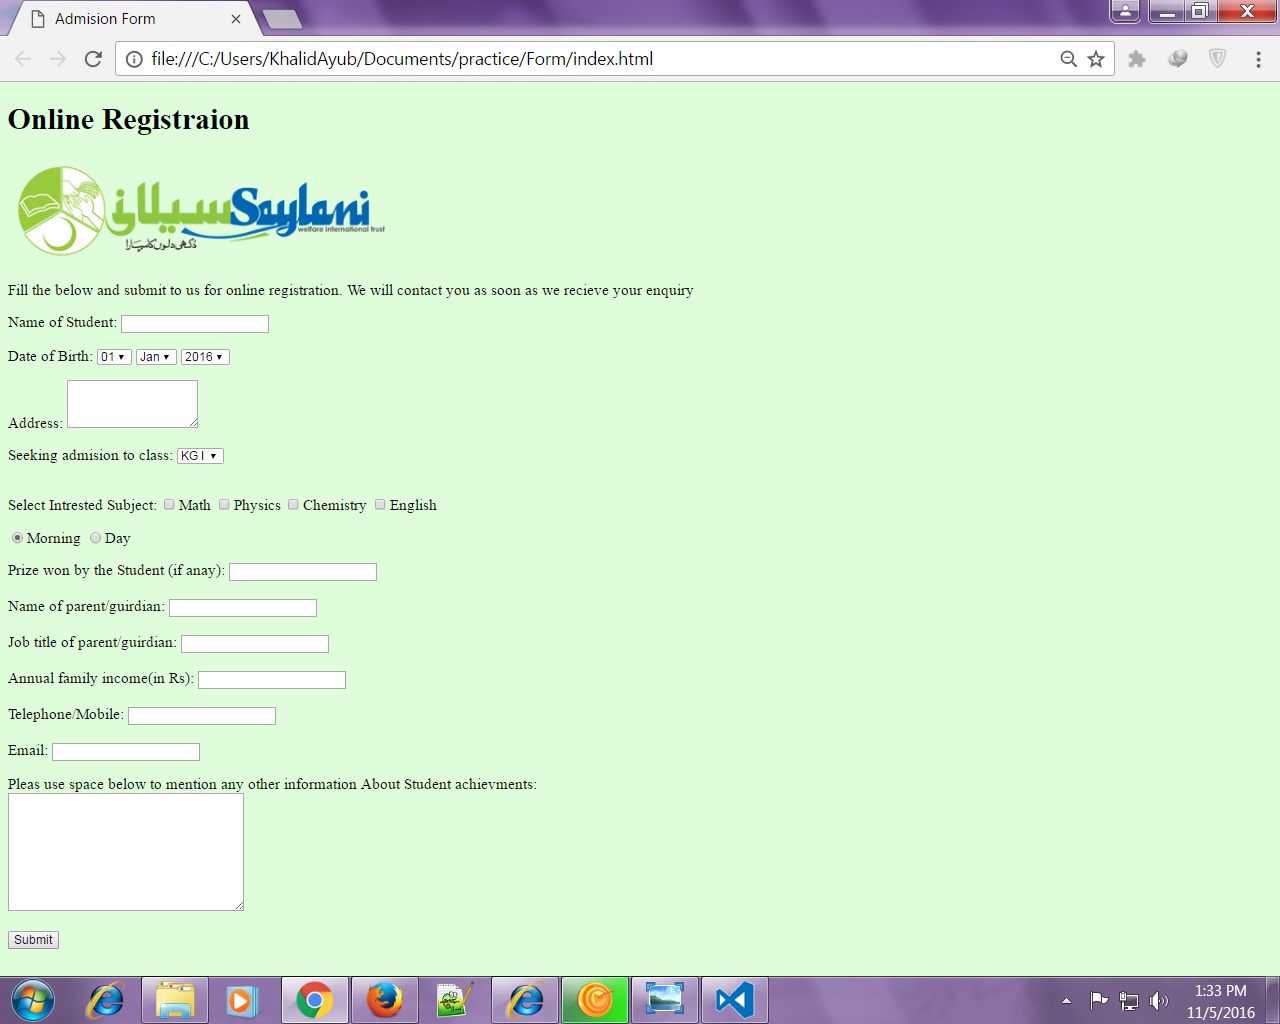 Admision Form
file:///C:/Users/KhalidAyub/Documents/practice/Form/index.html
Online Registraion
سیلانی Saylani
welfare international trust
Fill the below and submit to us for online registration. We will contact you as soon as we recieve your enquiry
Name of Student:
Date of Birth: 01 Jan 2016
Address:
Seeking admision to class: KG I
Select Intrested Subject: Math Physics Chemistry English
Morning Day
Prize won by the Student (if anay):
Name of parent/guirdian:
Job title of parent/guirdian:
Annual family income(in Rs):
Telephone/Mobile:
Email:
Pleas use space below to mention any other information About Student achievments:
Submit
1:33 PM
11/5/2016